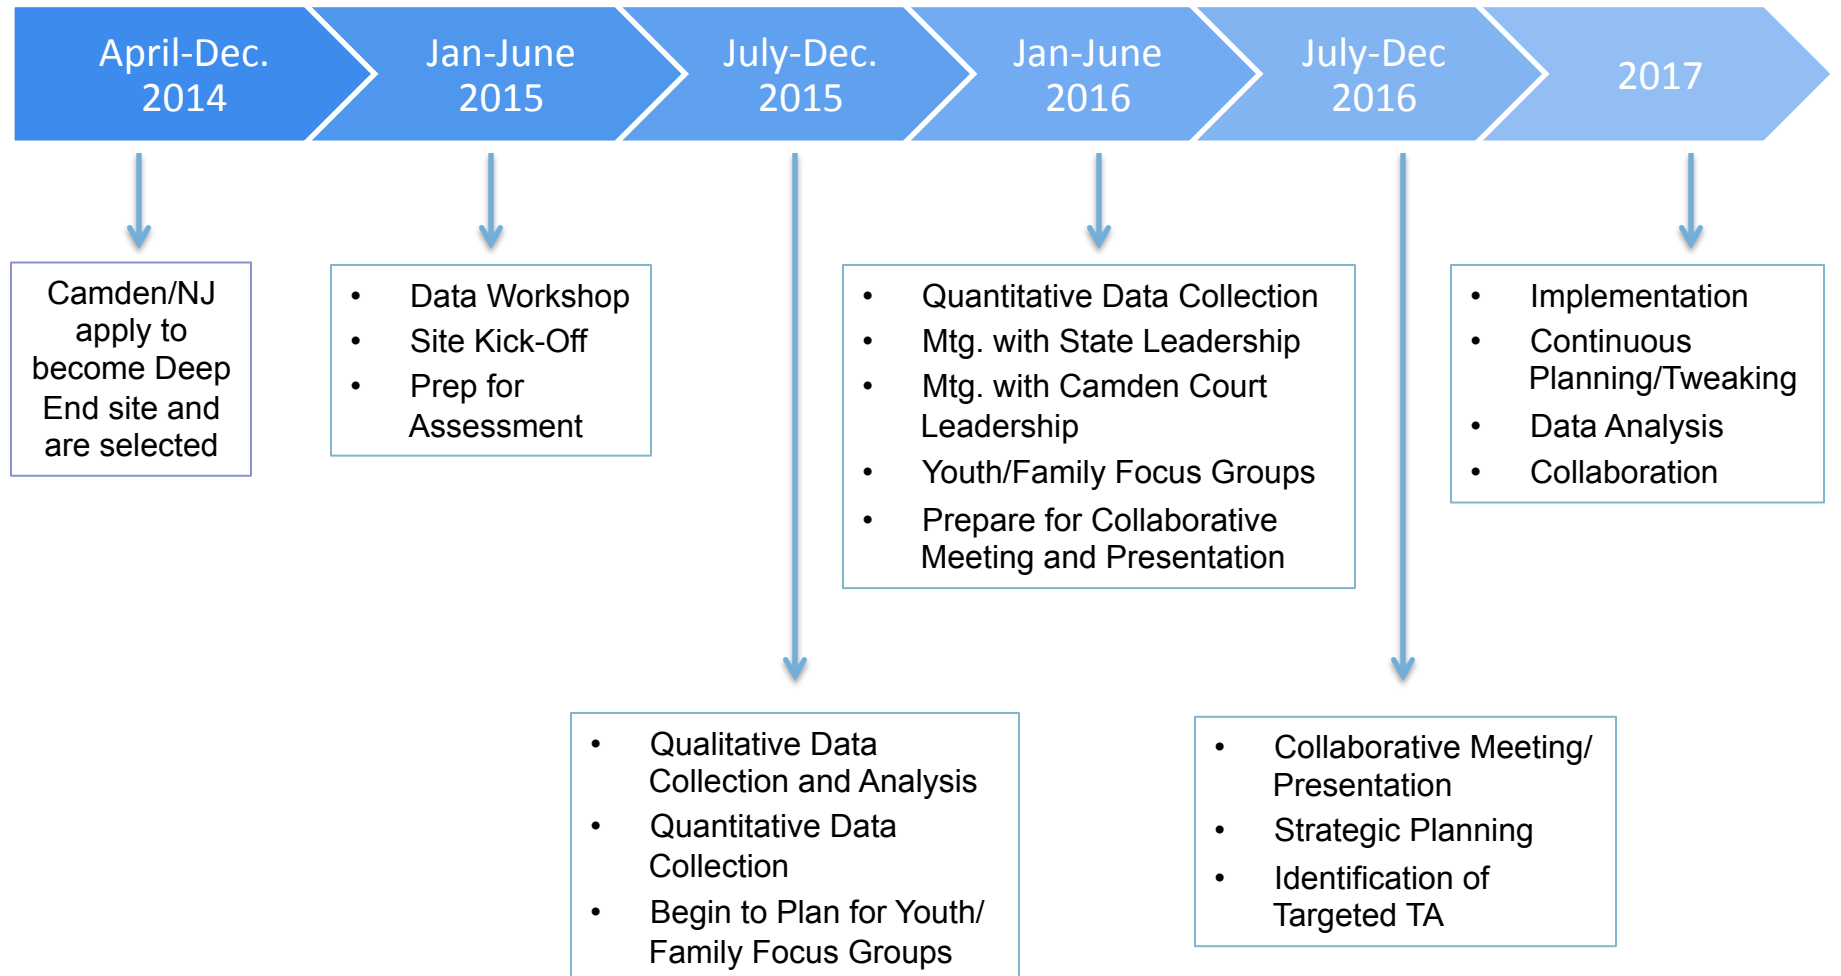 April-Dec.
2014
Jan-June
2015
July-Dec.
2015
Jan-June
2016
July-Dec
2016
2017
Camden/NJ
apply to
become Deep
End site and
are selected
• Data Workshop
• Site Kick-Off
• Prep for
Assessment
• Qualitative Data
Collection and Analysis
• Quantitative Data
Collection
• Begin to Plan for Youth/
Family Focus Groups
• Quantitative Data Collection
• Mtg. with State Leadership
• Mtg. with Camden Court
Leadership
• Youth/Family Focus Groups
• Prepare for Collaborative
Meeting and Presentation
• Collaborative Meeting/
Presentation
• Strategic Planning
• Identification of
Targeted TA
• Implementation
• Continuous
Planning/Tweaking
• Data Analysis
• Collaboration